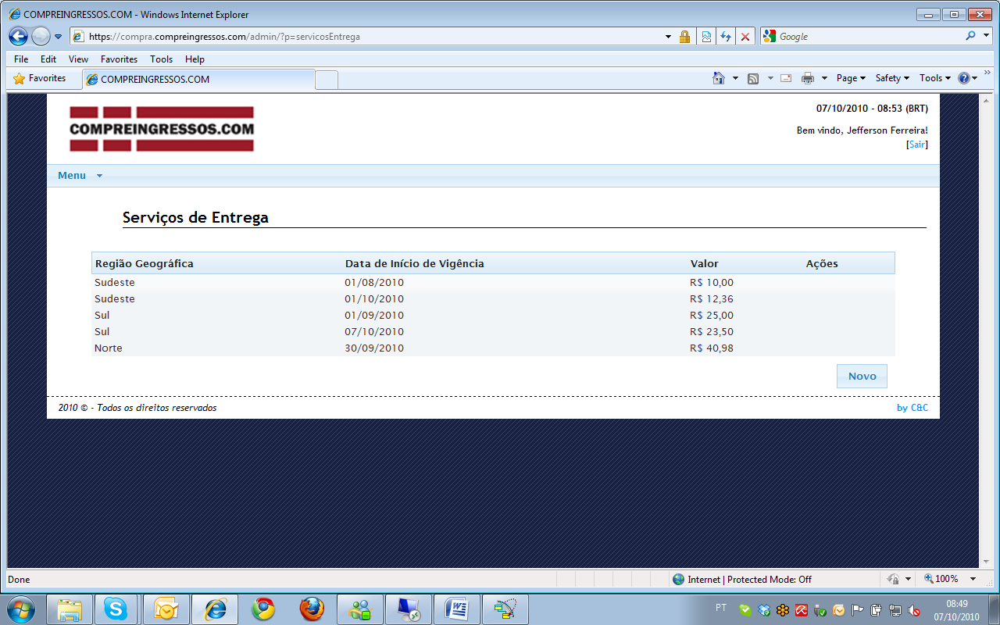 COMPREINGRESSOS.COM - Windows Internet Explorer
https://compra.compreingressos.com/admin/?p=servicosEntrega
Google
File Edit View Favorites Tools Help
Favorites COMPREINGRESSOS.COM Page Safety Tools
COMPREINGRESSOS.COM
07/10/2010 - 08:53 (BRT)
Bem vindo, Jefferson Ferreira!
[Sair]
Menu
Serviços de Entrega
Região Geográfica Data de Início de Vigência Valor Ações
Sudeste 01/08/2010 R$ 10,00
Sudeste 01/10/2010 R$ 12,36
Sul 01/09/2010 R$ 25,00
Sul 07/10/2010 R$ 23,50
Norte 30/09/2010 R$ 40,98
Novo
2010 © - Todos os direitos reservados by C&C
Done Internet | Protected Mode: Off 100%
PT 08:49
07/10/2010